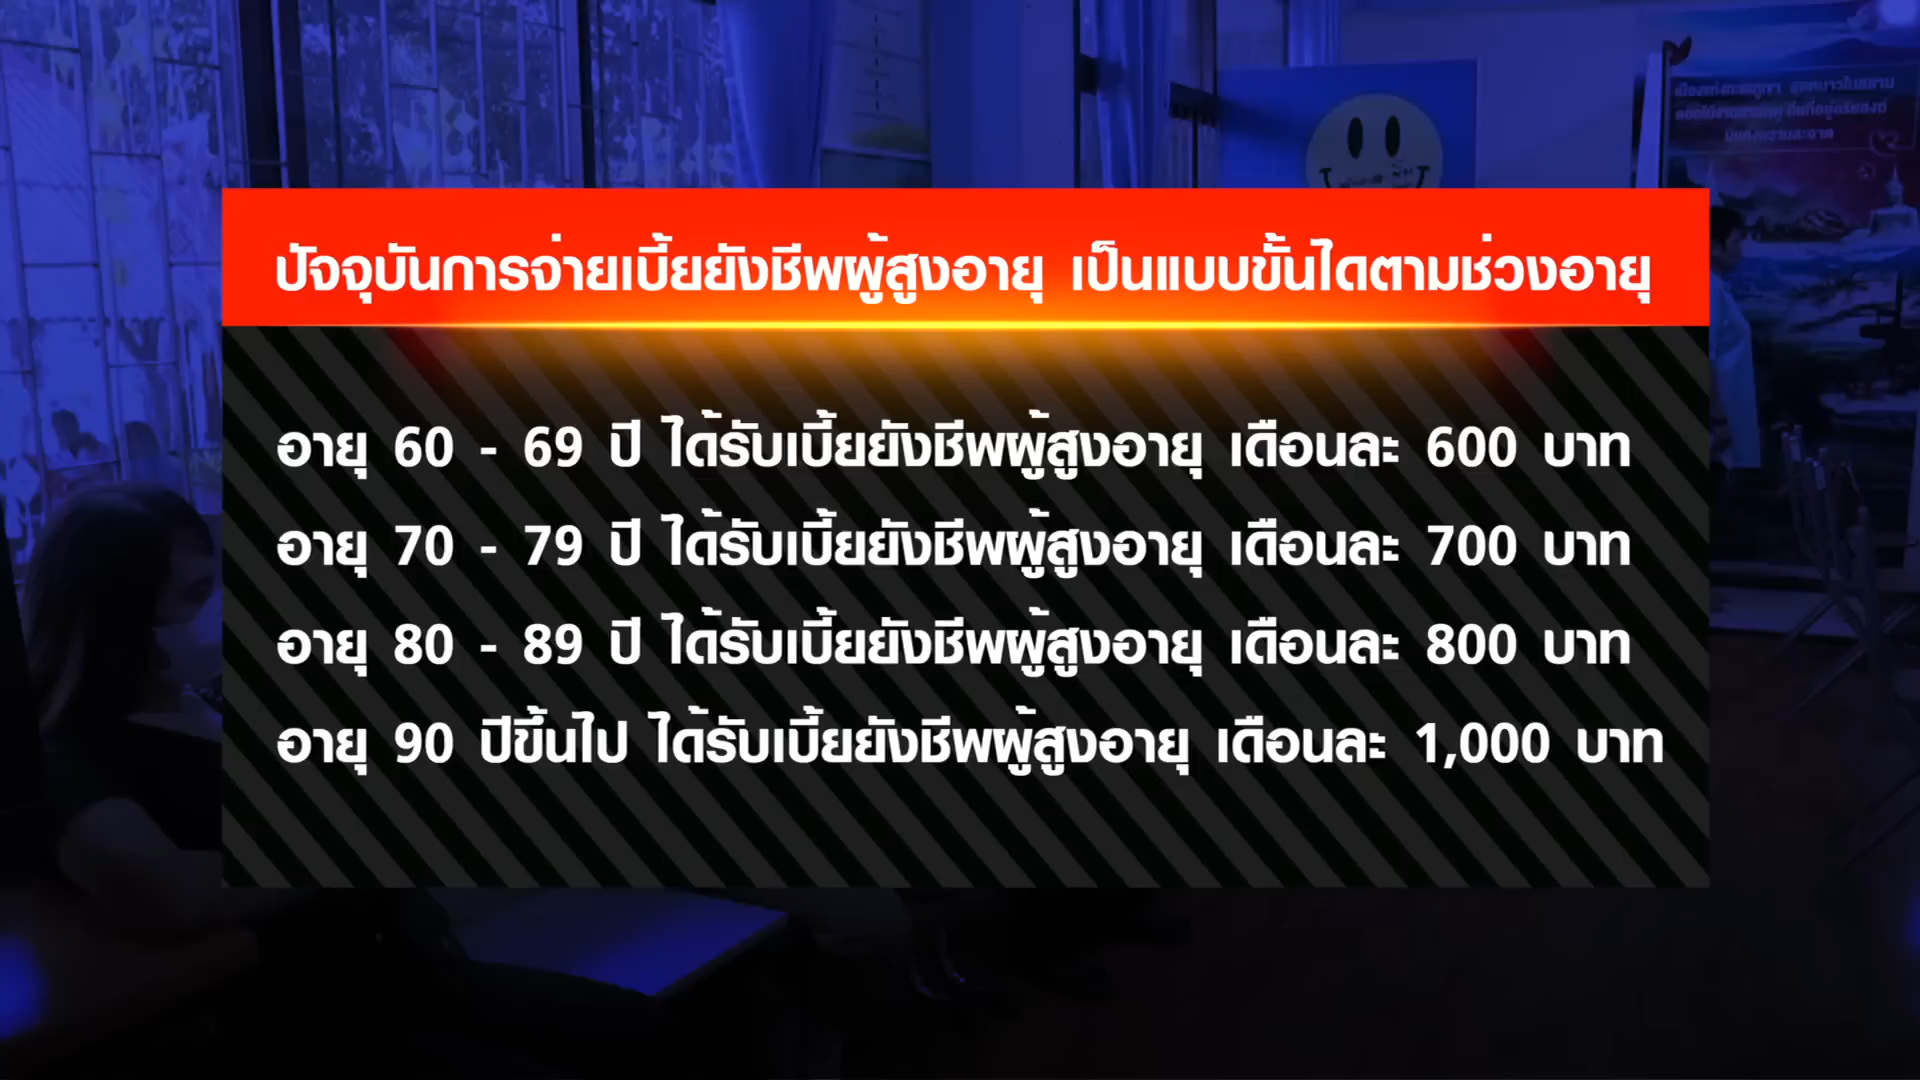 ปัจจุบันการจ่ายเบี้ยยังชีพผู้สูงอายุ เป็นแบบขั้นไดตามช่วงอายุ
อายุ 60 - 69 ปี ได้รับเบี้ยยังชีพผู้สูงอายุ เดือนละ 600 บาท
อายุ 70 - 79 ปี ได้รับเบี้ยยังชีพผู้สูงอายุ เดือนละ 700 บาท
อายุ 80 - 89 ปี ได้รับเบี้ยยังชีพผู้สูงอายุ เดือนละ 800 บาท
อายุ 90 ปีขึ้นไป ได้รับเบี้ยยังชีพผู้สูงอายุ เดือนละ 1,000 บาท